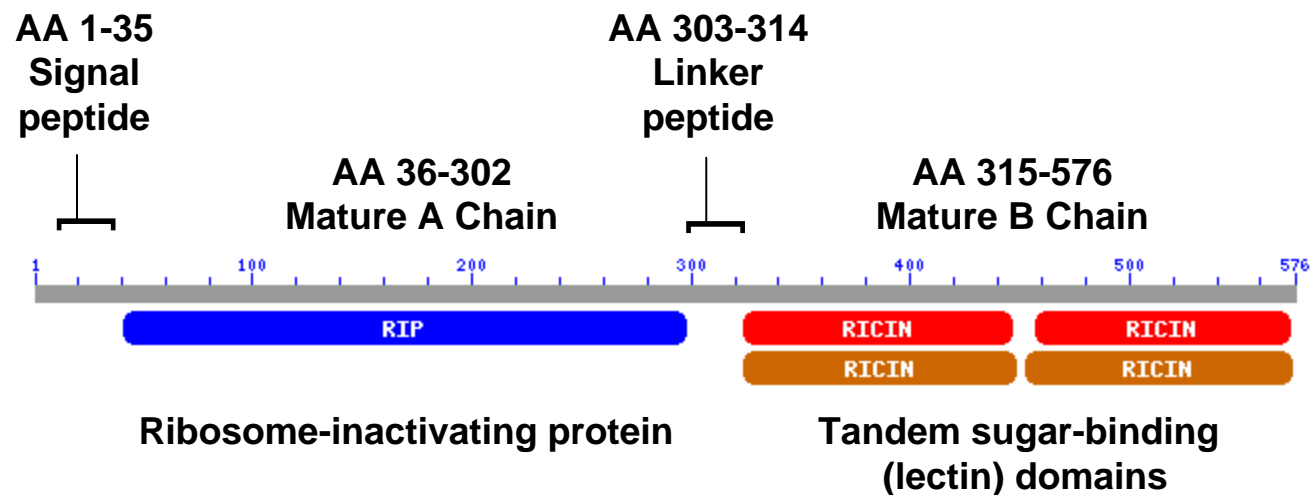 AA 1-35
Signal
peptide
AA 303-314
Linker
peptide
AA 36-302
Mature A Chain
AA 315-576
Mature B Chain
1 100 200 300 400 500 576
RIP RICIN RICIN
RICIN RICIN
Ribosome-inactivating protein
Tandem sugar-binding
(lectin) domains